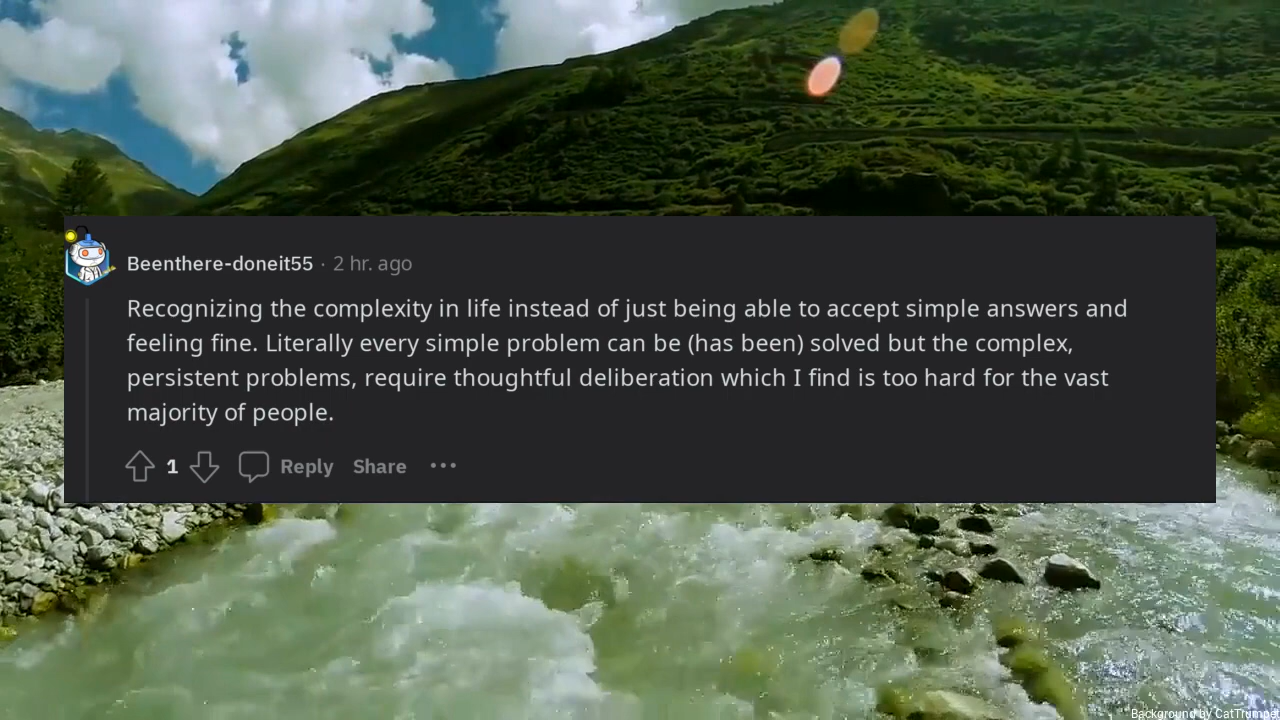 Beenthere-doneit55 · 2 hr. ago
Recognizing the complexity in life instead of just being able to accept simple answers and
feeling fine. Literally every simple problem can be (has been) solved but the complex,
persistent problems, require thoughtful deliberation which I find is too hard for the vast
majority of people.
1 Reply Share ···
Background by CatTrumpet